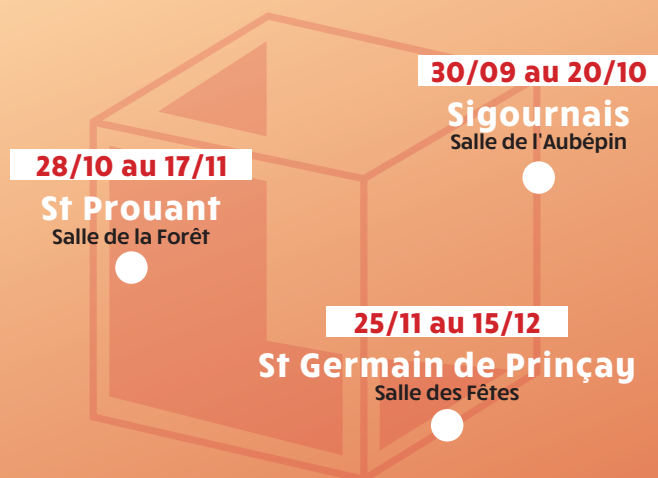 30/09 au 20/10
Sigournais
Salle de l'Aubépin
28/10 au 17/11
St Prouant
Salle de la Forêt
25/11 au 15/12
St Germain de Prinçay
Salle des Fêtes